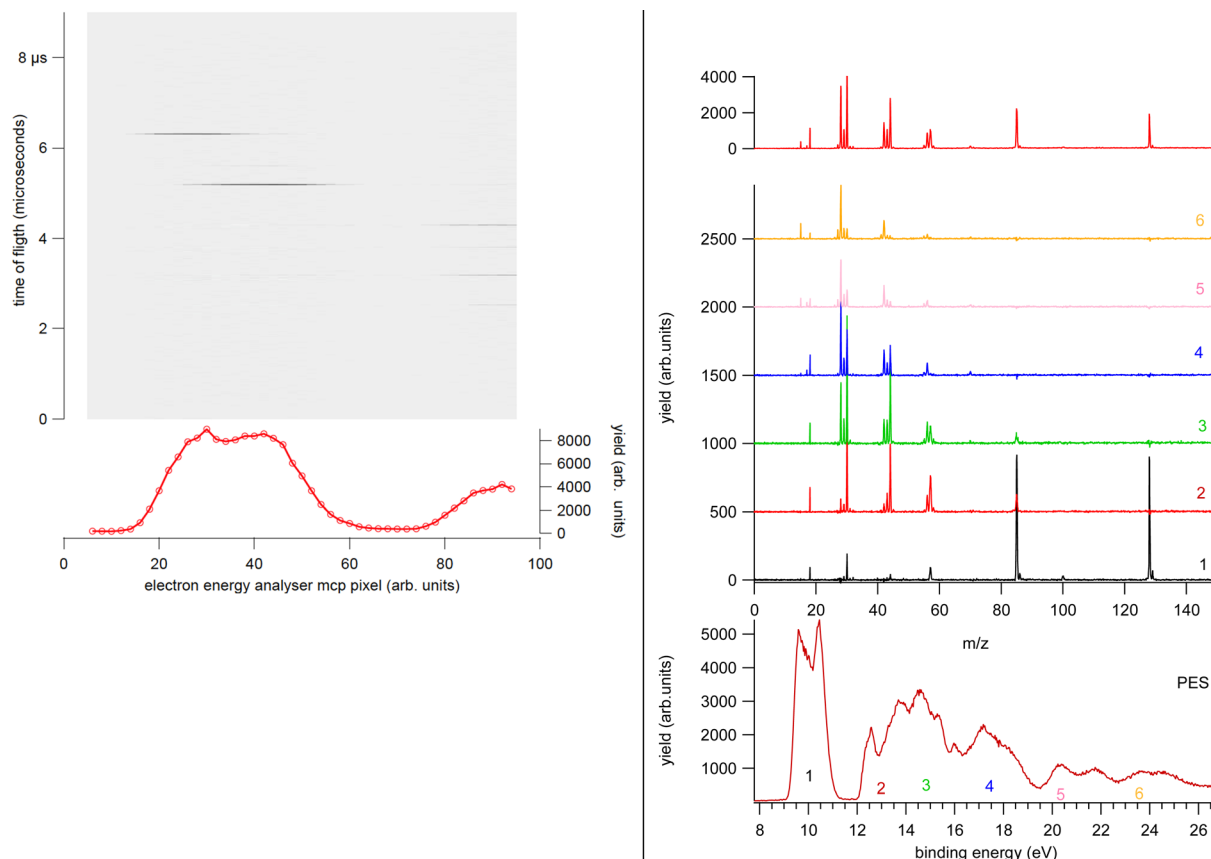 8 µs
6
4
2
0
time of fliigth (microseconds)
8000
6000
4000
2000
0
yield (arb. units)
0 20 40 60 80 100
electron energy analyser mcp pixel (arb. units)
4000
2000
0
2500
2000
1500
1000
500
0
yield (arb.units)
6
5
4
3
2
1
0 20 40 60 80 100 120 140
m/z
5000
4000
3000
2000
1000
yield (arb.units)
PES
1 2 3 4 5 6
8 10 12 14 16 18 20 22 24 26
binding energy (eV)